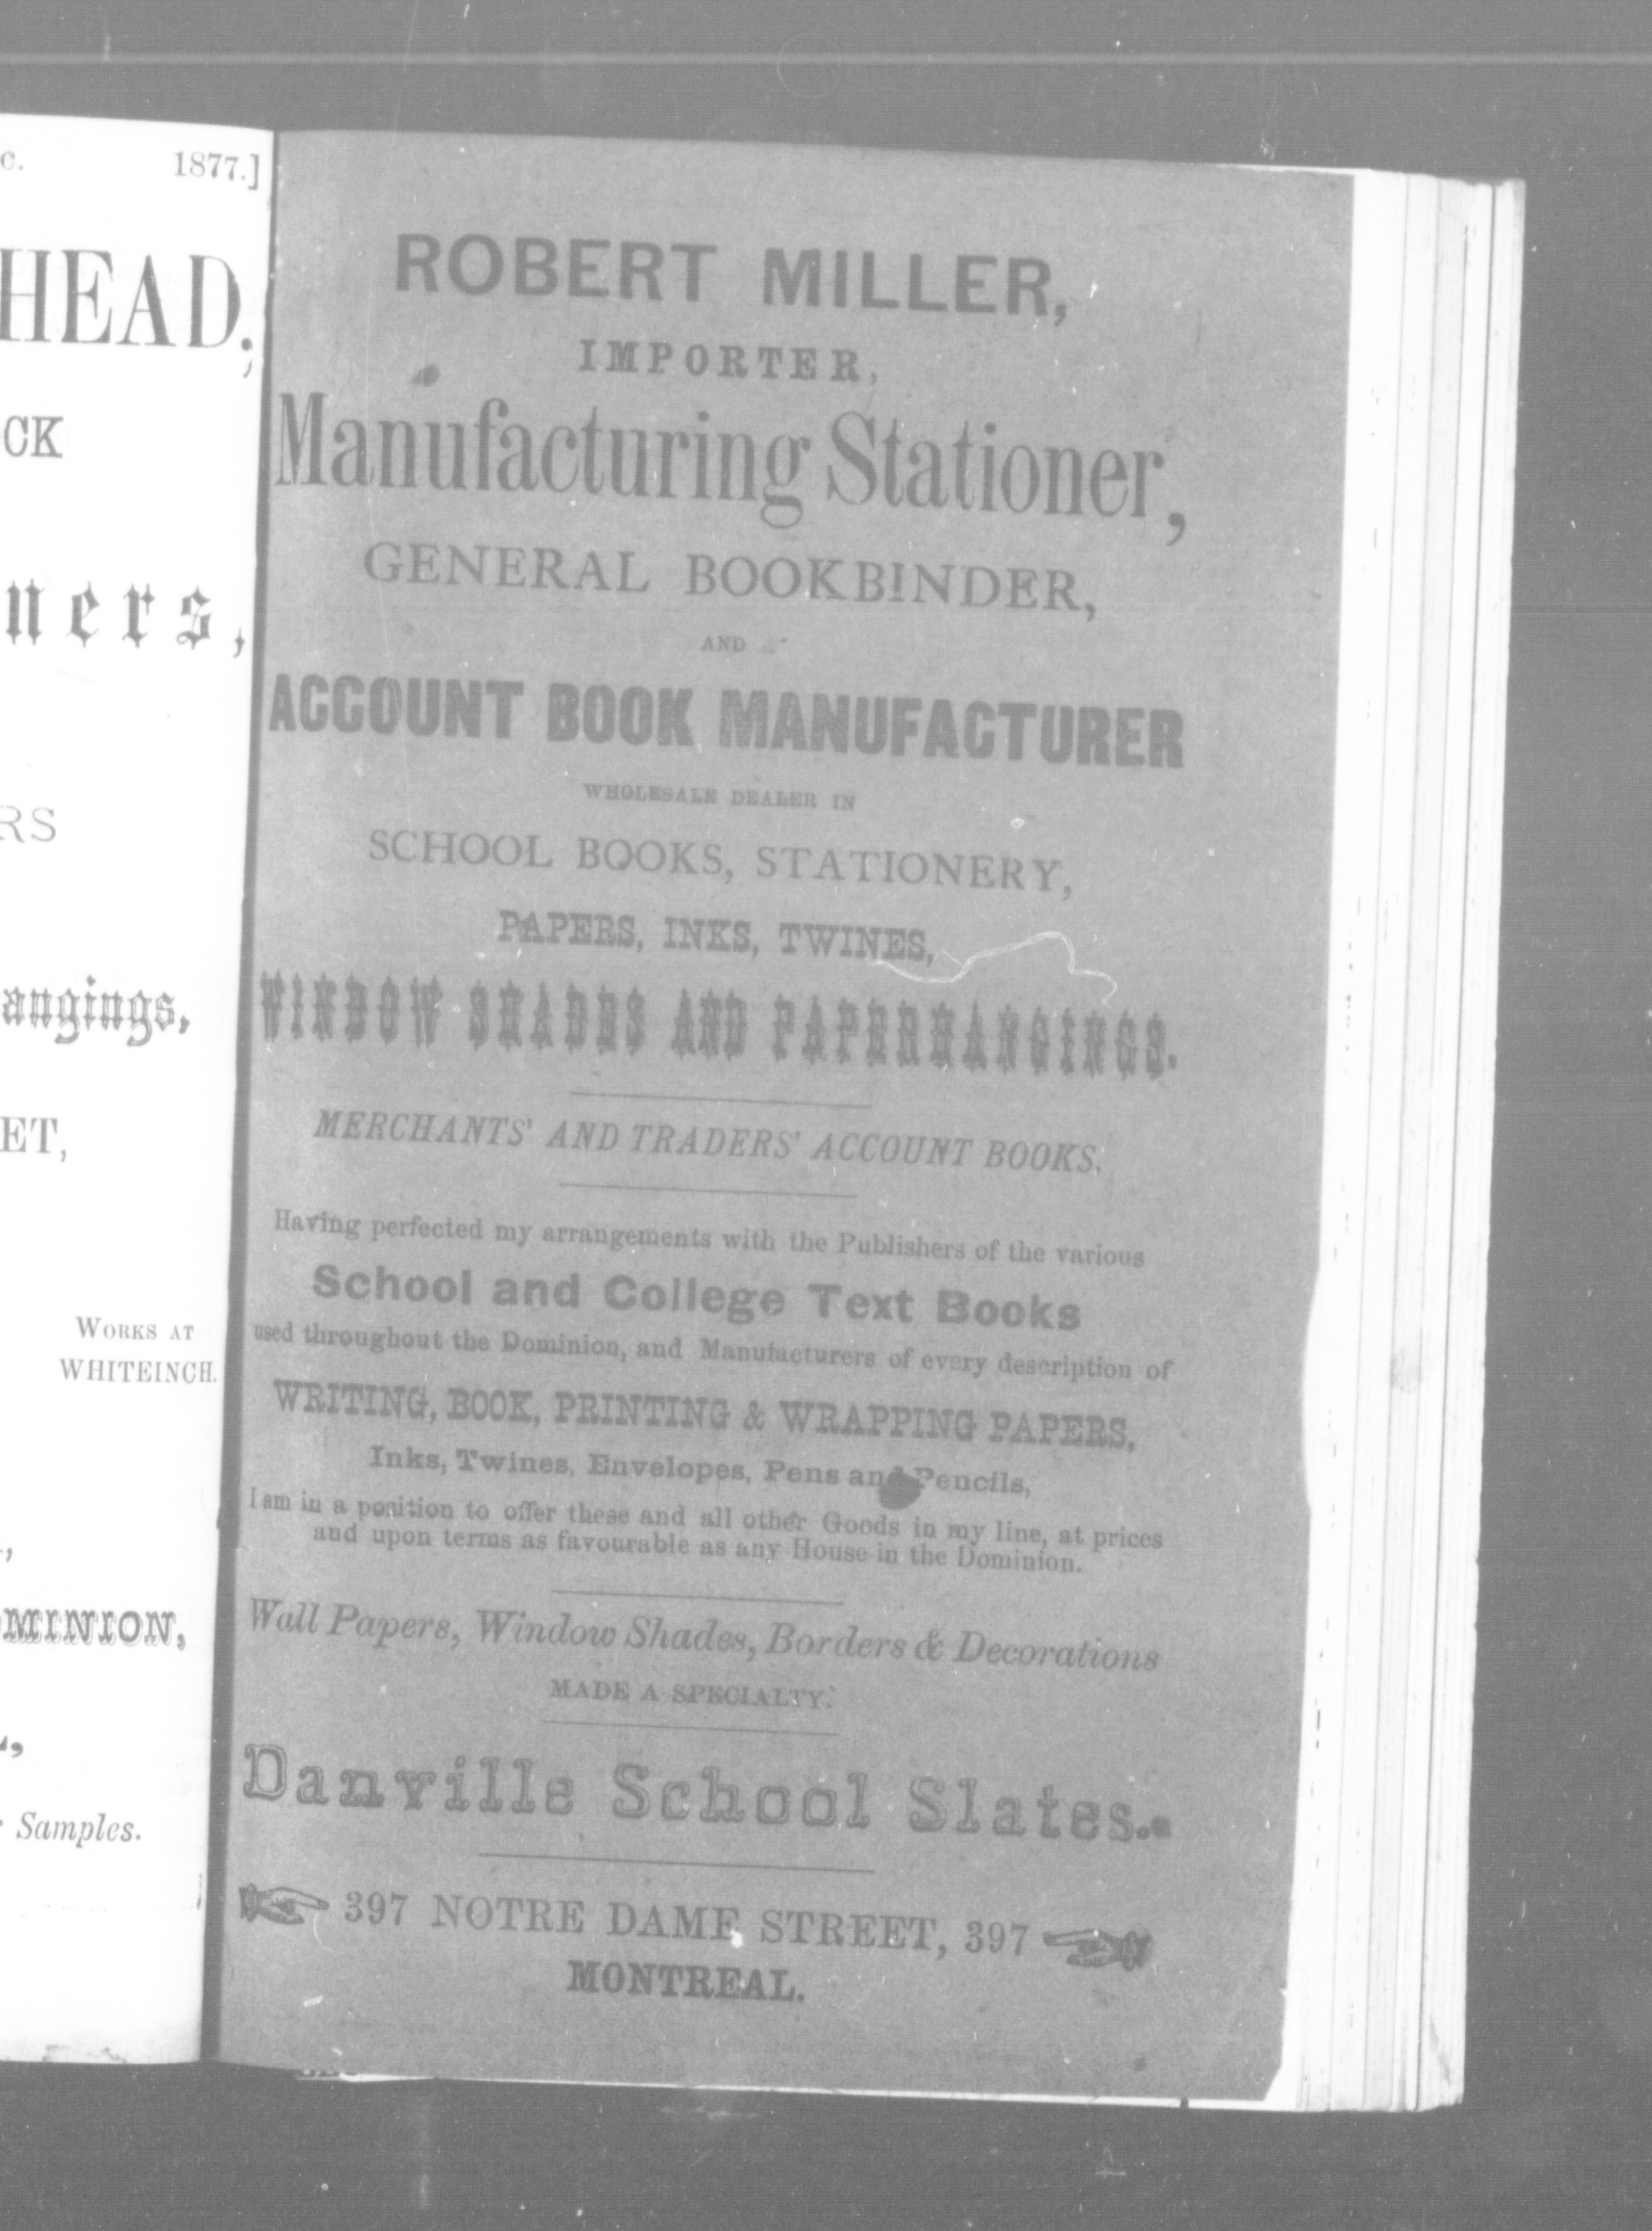 c. 1877.]
HEAD,
CK
ners,
RS
angings,
ET,
WORKS AT
WHITEINCH.
MINION,
Samples.
ROBERT MILLER,
IMPORTER,
Manufacturing Stationer,
GENERAL BOOKBINDER,
AND
ACCOUNT BOOK MANUFACTURER
WHOLESALE DEALER IN
SCHOOL BOOKS, STATIONERY,
PAPERS, INKS, TWINES,
WINDOW SHADES AND PAPERHANGINGS.
MERCHANTS' AND TRADERS' ACCOUNT BOOKS.
Having perfected my arrangements with the Publishers of the various
School and College Text Books
used throughout the Dominion, and Manufacturers of every description of
WRITING, BOOK, PRINTING & WRAPPING PAPERS,
Inks, Twines, Envelopes, Pens and Pencils,
I am in a position to offer these and all other Goods in my line, at prices
and upon terms as favourable as any House in the Dominion.
Wall Papers, Window Shades, Borders & Decorations
MADE A SPECIALTY.
Danville School Slates.
397 NOTRE DAME STREET, 397
MONTREAL.